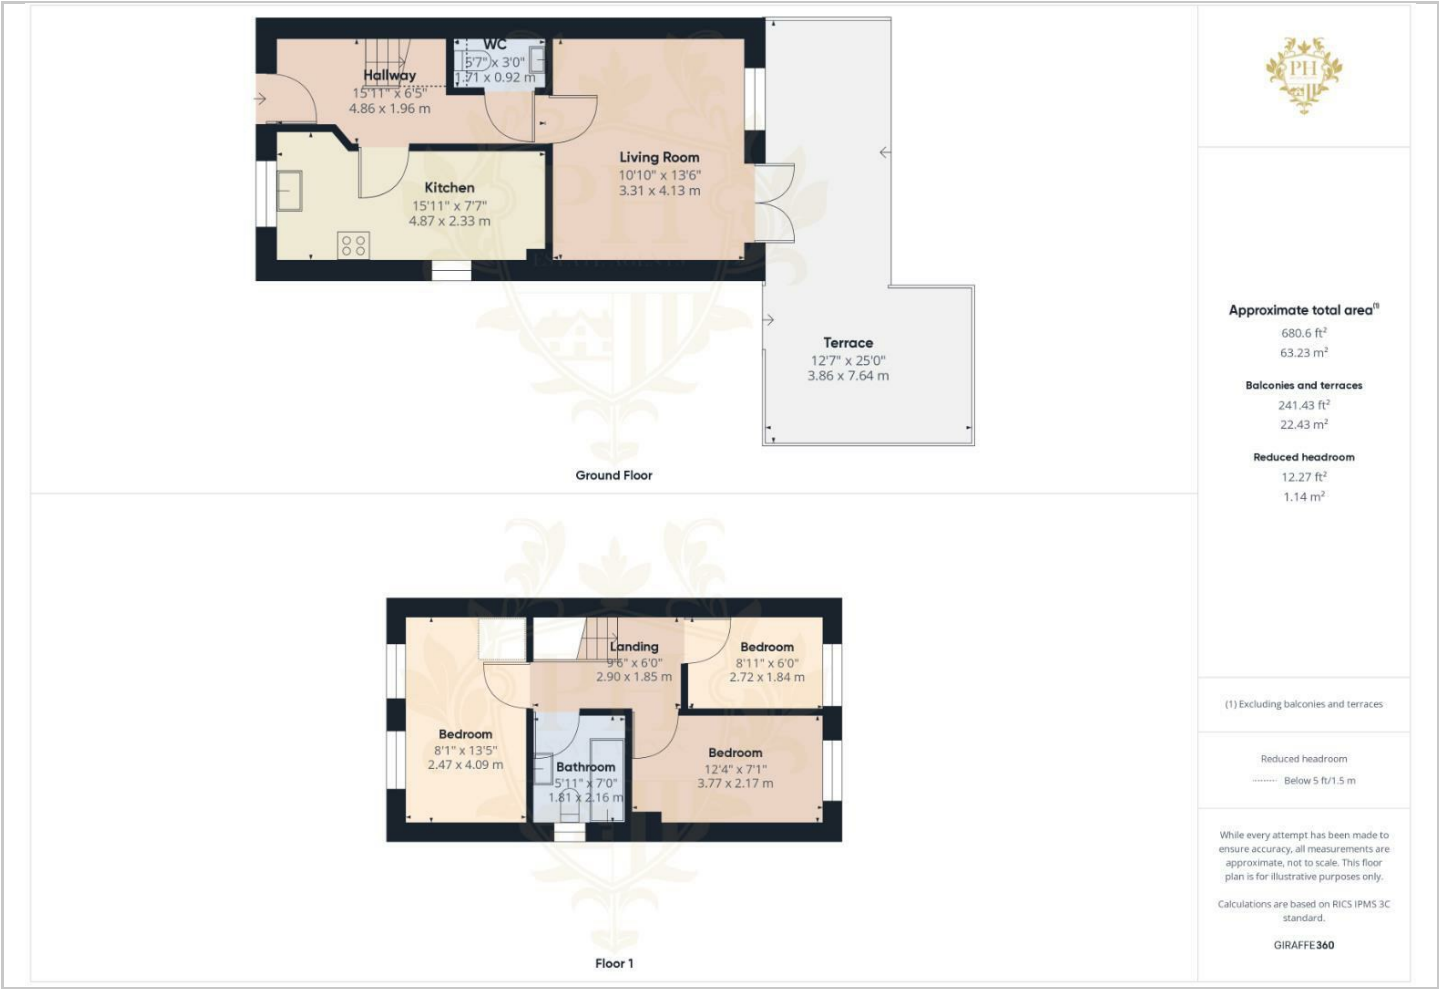 WC
5'7" x 3'0"
1.71 x 0.92 m
Hallway
15'11" x 6'5"
4.86 x 1.96 m
Living Room
10'10" x 13'6"
3.31 x 4.13 m
Kitchen
15'11" x 7'7"
4.87 x 2.33 m
Terrace
12'7" x 25'0"
3.86 x 7.64 m
Ground Floor
Landing
9'6" x 6'0"
2.90 x 1.85 m
Bedroom
8'11" x 6'0"
2.72 x 1.84 m
Bedroom
8'1" x 13'5"
2.47 x 4.09 m
Bathroom
5'11" x 7'0"
1.81 x 2.16 m
Bedroom
12'4" x 7'1"
3.77 x 2.17 m
Floor 1
PH
Approximate total area(1)
680.6 ft²
63.23 m²
Balconies and terraces
241.43 ft²
22.43 m²
Reduced headroom
12.27 ft²
1.14 m²
(1) Excluding balconies and terraces
Reduced headroom
Below 5 ft/1.5 m
While every attempt has been made to
ensure accuracy, all measurements are
approximate, not to scale. This floor
plan is for illustrative purposes only.
Calculations are based on RICS IPMS 3C
standard.
GIRAFFE360